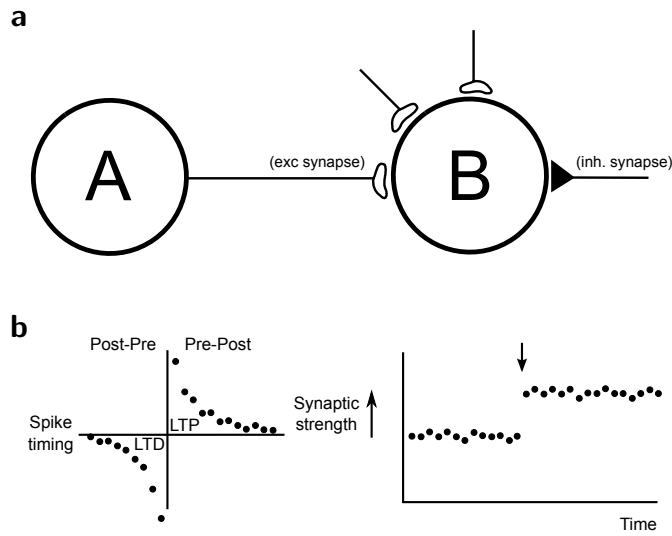 a
A
(exc synapse)
B
(inh. synapse)
b
Post-Pre
Pre-Post
Spike
timing
LTP
LTD
Synaptic
strength
Time